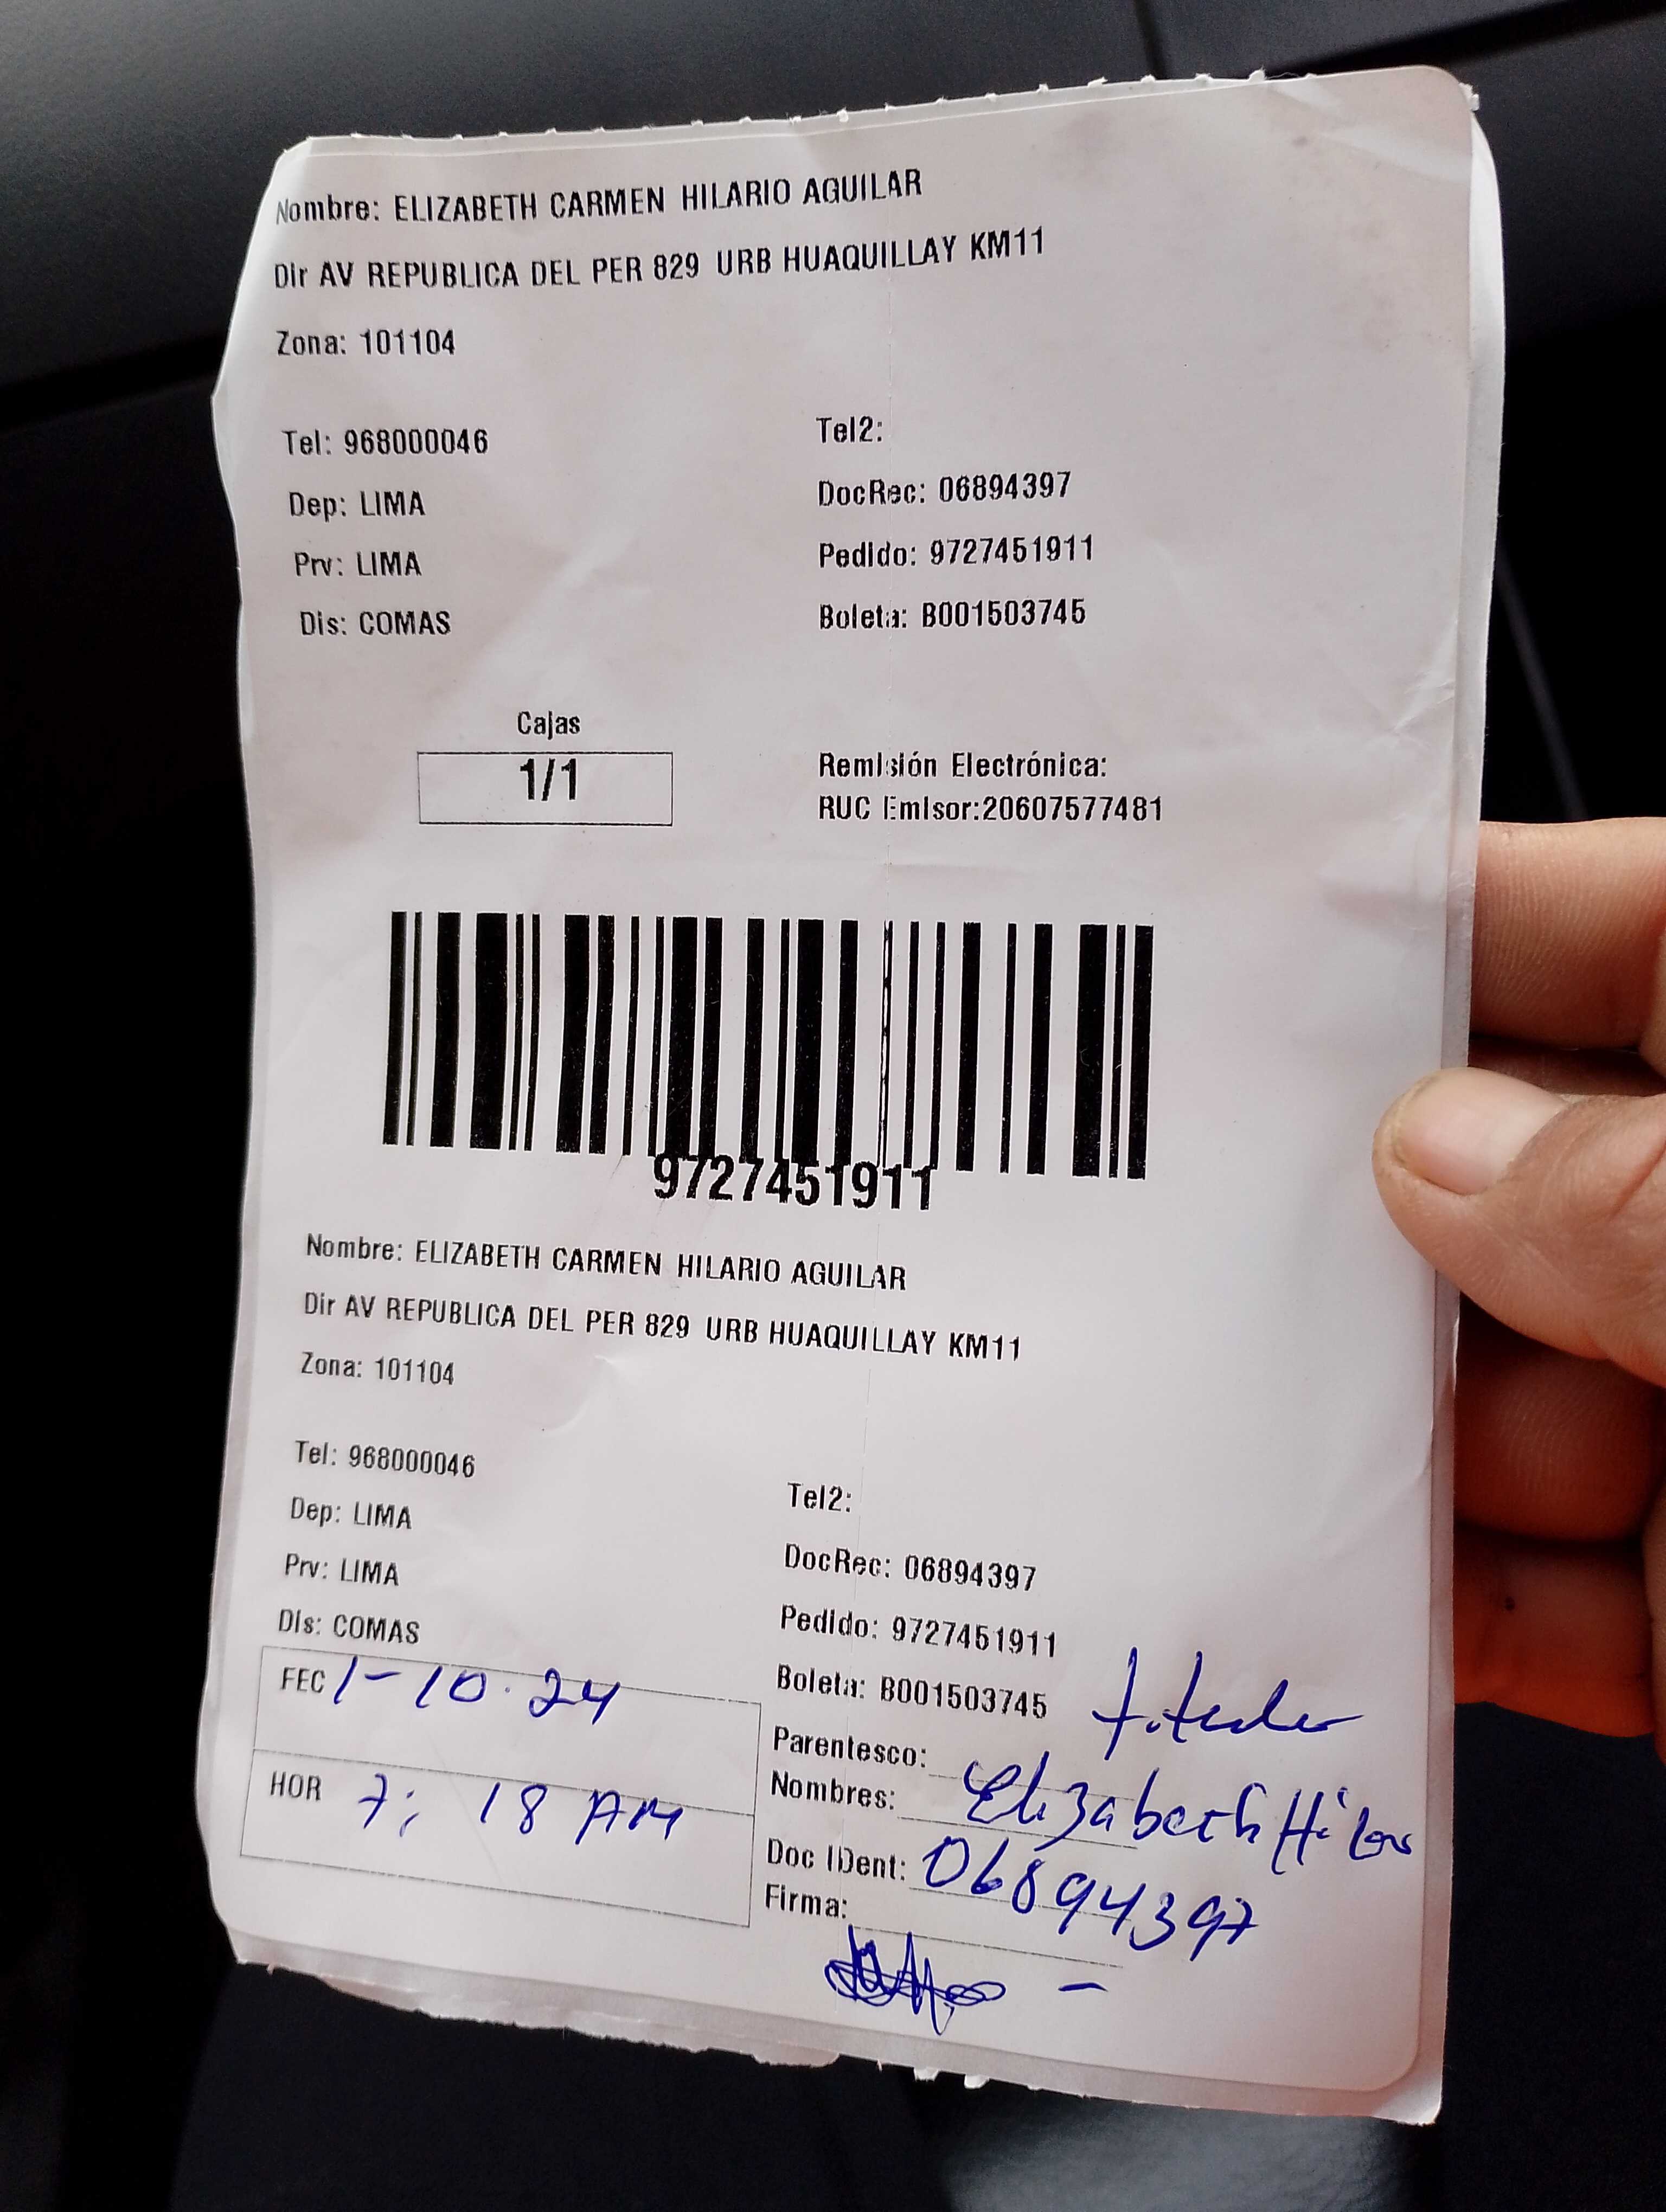 Nombre: ELIZABETH CARMEN HILARIO AGUILAR
Dir AV REPUBLICA DEL PER 829 URB HUAQUILLAY KM11
Zona: 101104
Tel: 968000046
Tel2:
Dep: LIMA
DocRec: 06894397
Prv: LIMA
Pedido: 9727451911
Dis: COMAS
Boleta: B001503745
Cajas
1/1
Remisión Electrónica:
RUC Emisor:20607577481
9727451911
Nombre: ELIZABETH CARMEN HILARIO AGUILAR
Dir AV REPUBLICA DEL PER 829 URB HUAQUILLAY KM11
Zona: 101104
Tel: 968000046
Tel2:
Dep: LIMA
DocRec: 06894397
Prv: LIMA
Pedido: 9727451911
Dis: COMAS
Boleta: B001503745
FEC 1-10.24
HOR 7: 18 AM
Parentesco:
Nombres: Elizabeth
Doc IDent: 06894397
Firma: